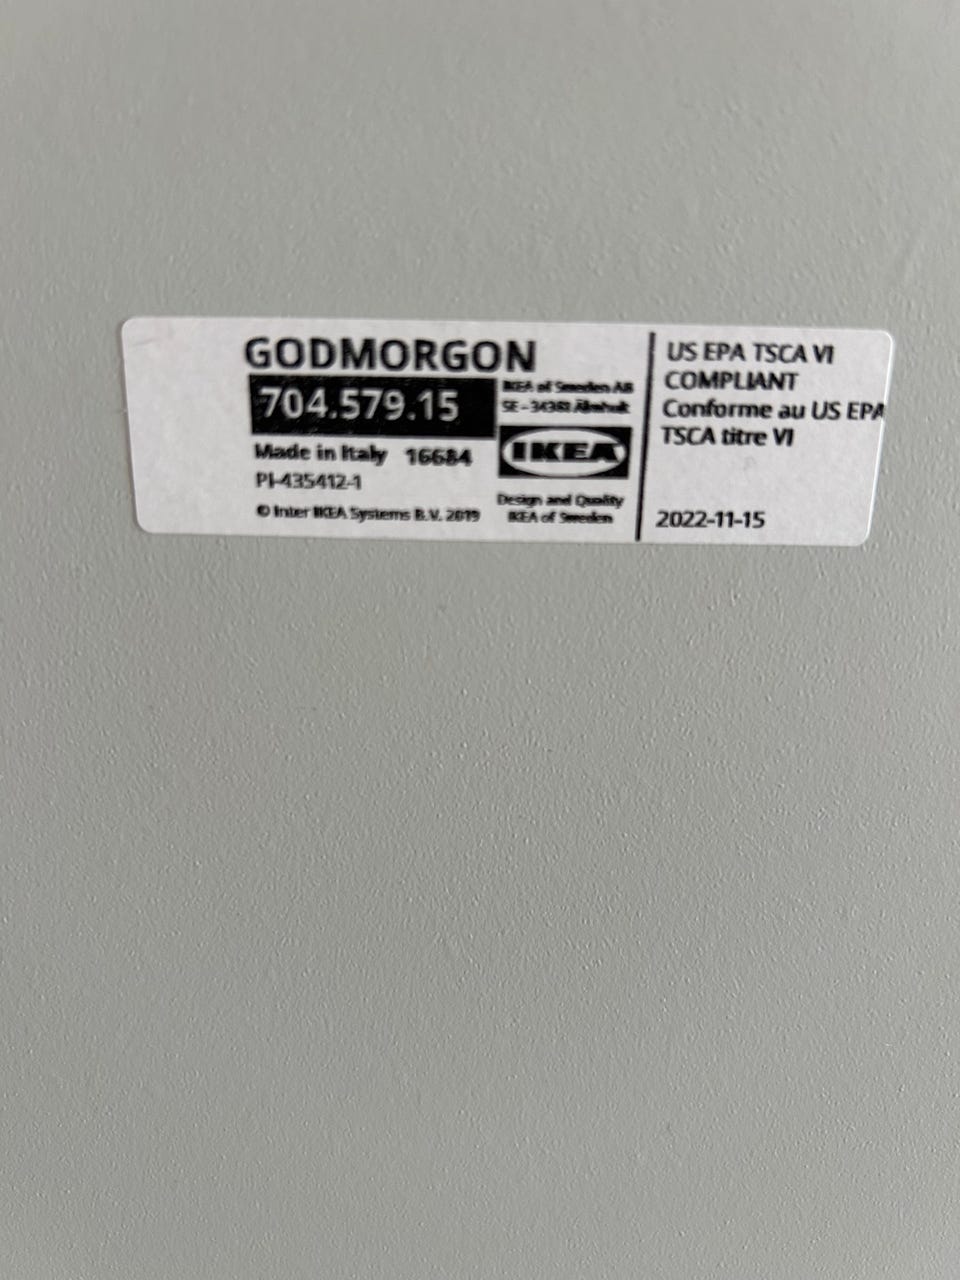 GODMORGON
704.579.15
Made in Italy 16684
PI-435412-1
© Inter IKEA Systems B.V. 2019
IKEA of Sweden AB
SE - 34381 Älmhult
IKEA
Design and Quality
IKEA of Sweden
US EPA TSCA VI
COMPLIANT
Conforme au US EPA
TSCA titre VI
2022-11-15